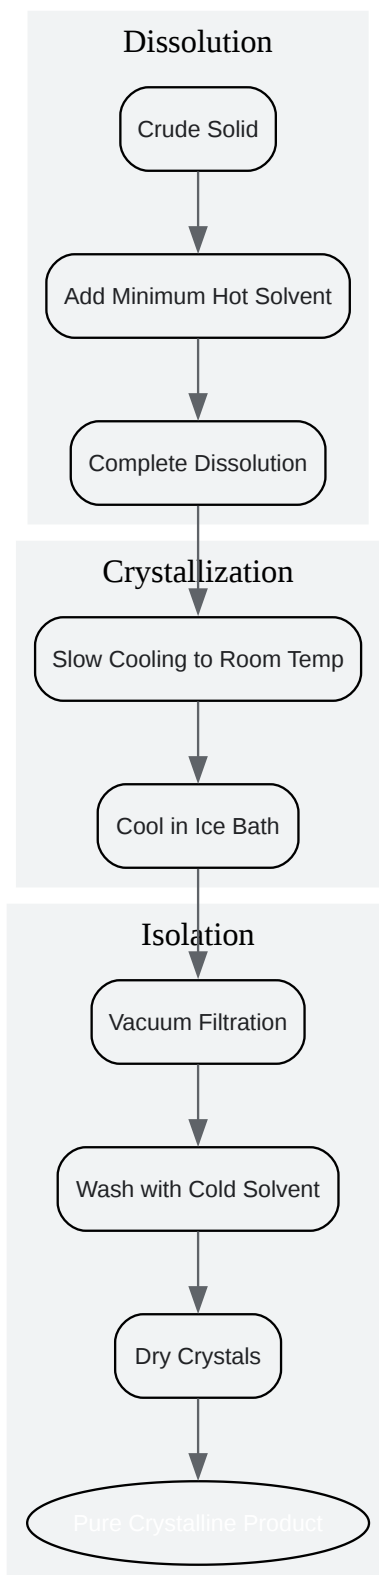 Dissolution
Crude Solid
Add Minimum Hot Solvent
Complete Dissolution
Crystallization
Slow Cooling to Room Temp
Cool in Ice Bath
Isolation
Vacuum Filtration
Wash with Cold Solvent
Dry Crystals
Pure Crystalline Product